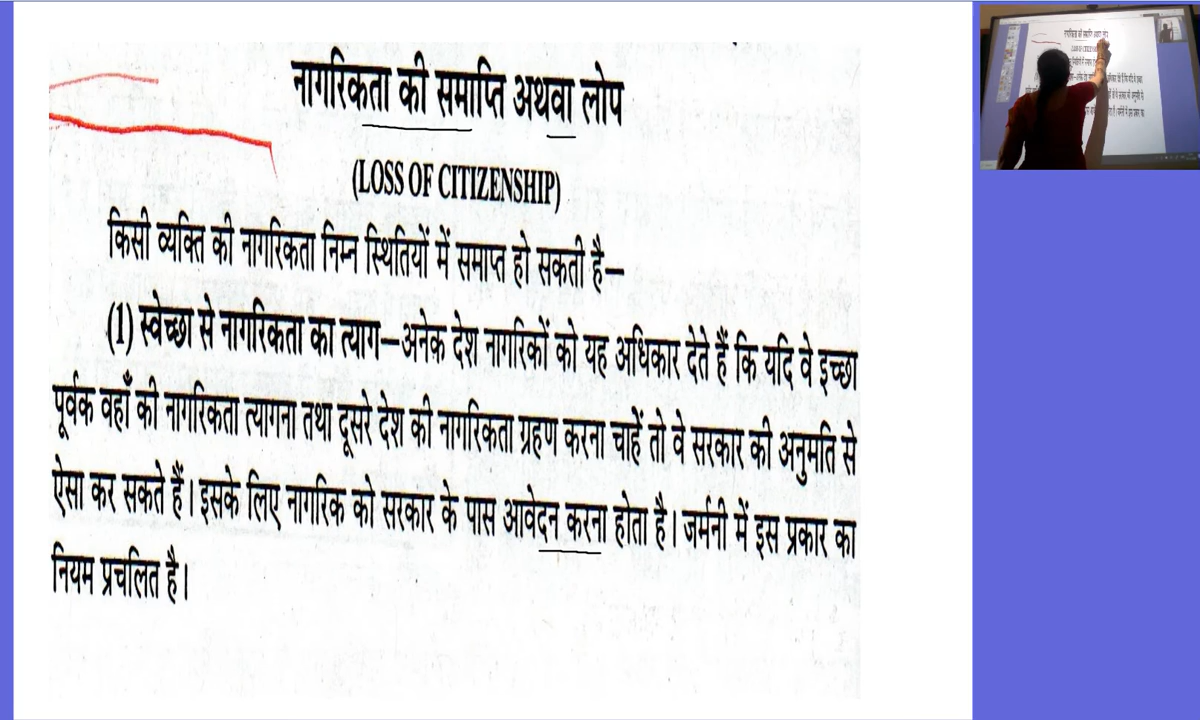 नागरिकता की समाप्ति अथवा लोप
(LOSS OF CITIZENSHIP)
किसी व्यक्ति की नागरिकता निम्न स्थितियों में समाप्त हो सकती है—
(1) स्वेच्छा से नागरिकता का त्याग—अनेक देश नागरिकों को यह अधिकार देते हैं कि यदि वे इच्छा
पूर्वक वहाँ की नागरिकता त्यागना तथा दूसरे देश की नागरिकता ग्रहण करना चाहें तो वे सरकार की अनुमति से
ऐसा कर सकते हैं। इसके लिए नागरिक को सरकार के पास आवेदन करना होता है। जर्मनी में इस प्रकार का
नियम प्रचलित है।